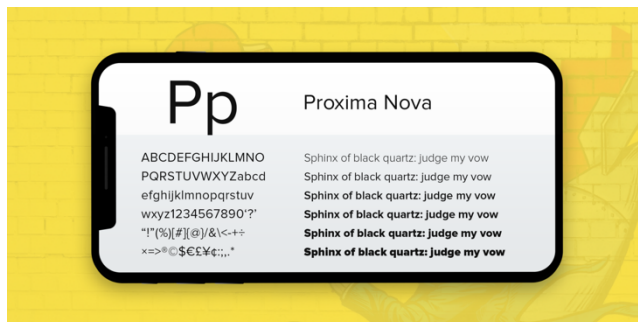 Pp
Proxima Nova
ABCDEFGHIJKLMNO
PQRSTUVWXYZabcd
efghijklmnopqrstuv
wxyz1234567890‘?’
“!”(%)[#]{@}/&\<-+÷
×=>®©$€£¥¢:;,.*
Sphinx of black quartz: judge my vow
Sphinx of black quartz: judge my vow
Sphinx of black quartz: judge my vow
Sphinx of black quartz: judge my vow
Sphinx of black quartz: judge my vow
Sphinx of black quartz: judge my vow